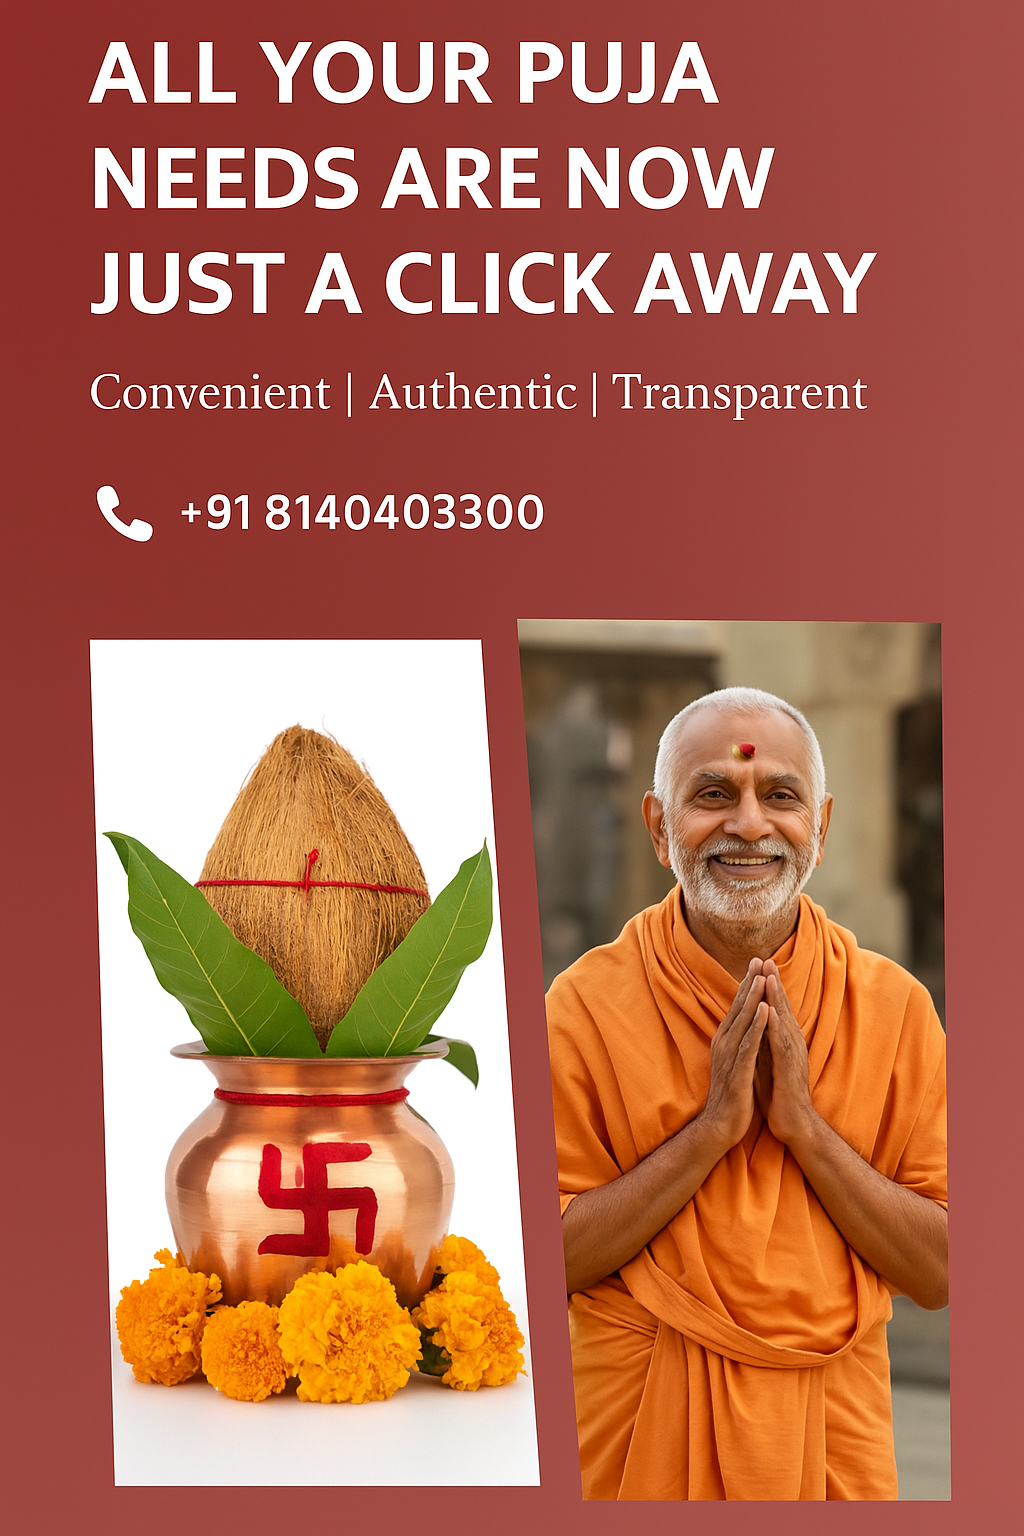 ALL YOUR PUJA
NEEDS ARE NOW
JUST A CLICK AWAY
Convenient | Authentic | Transparent
+91 8140403300